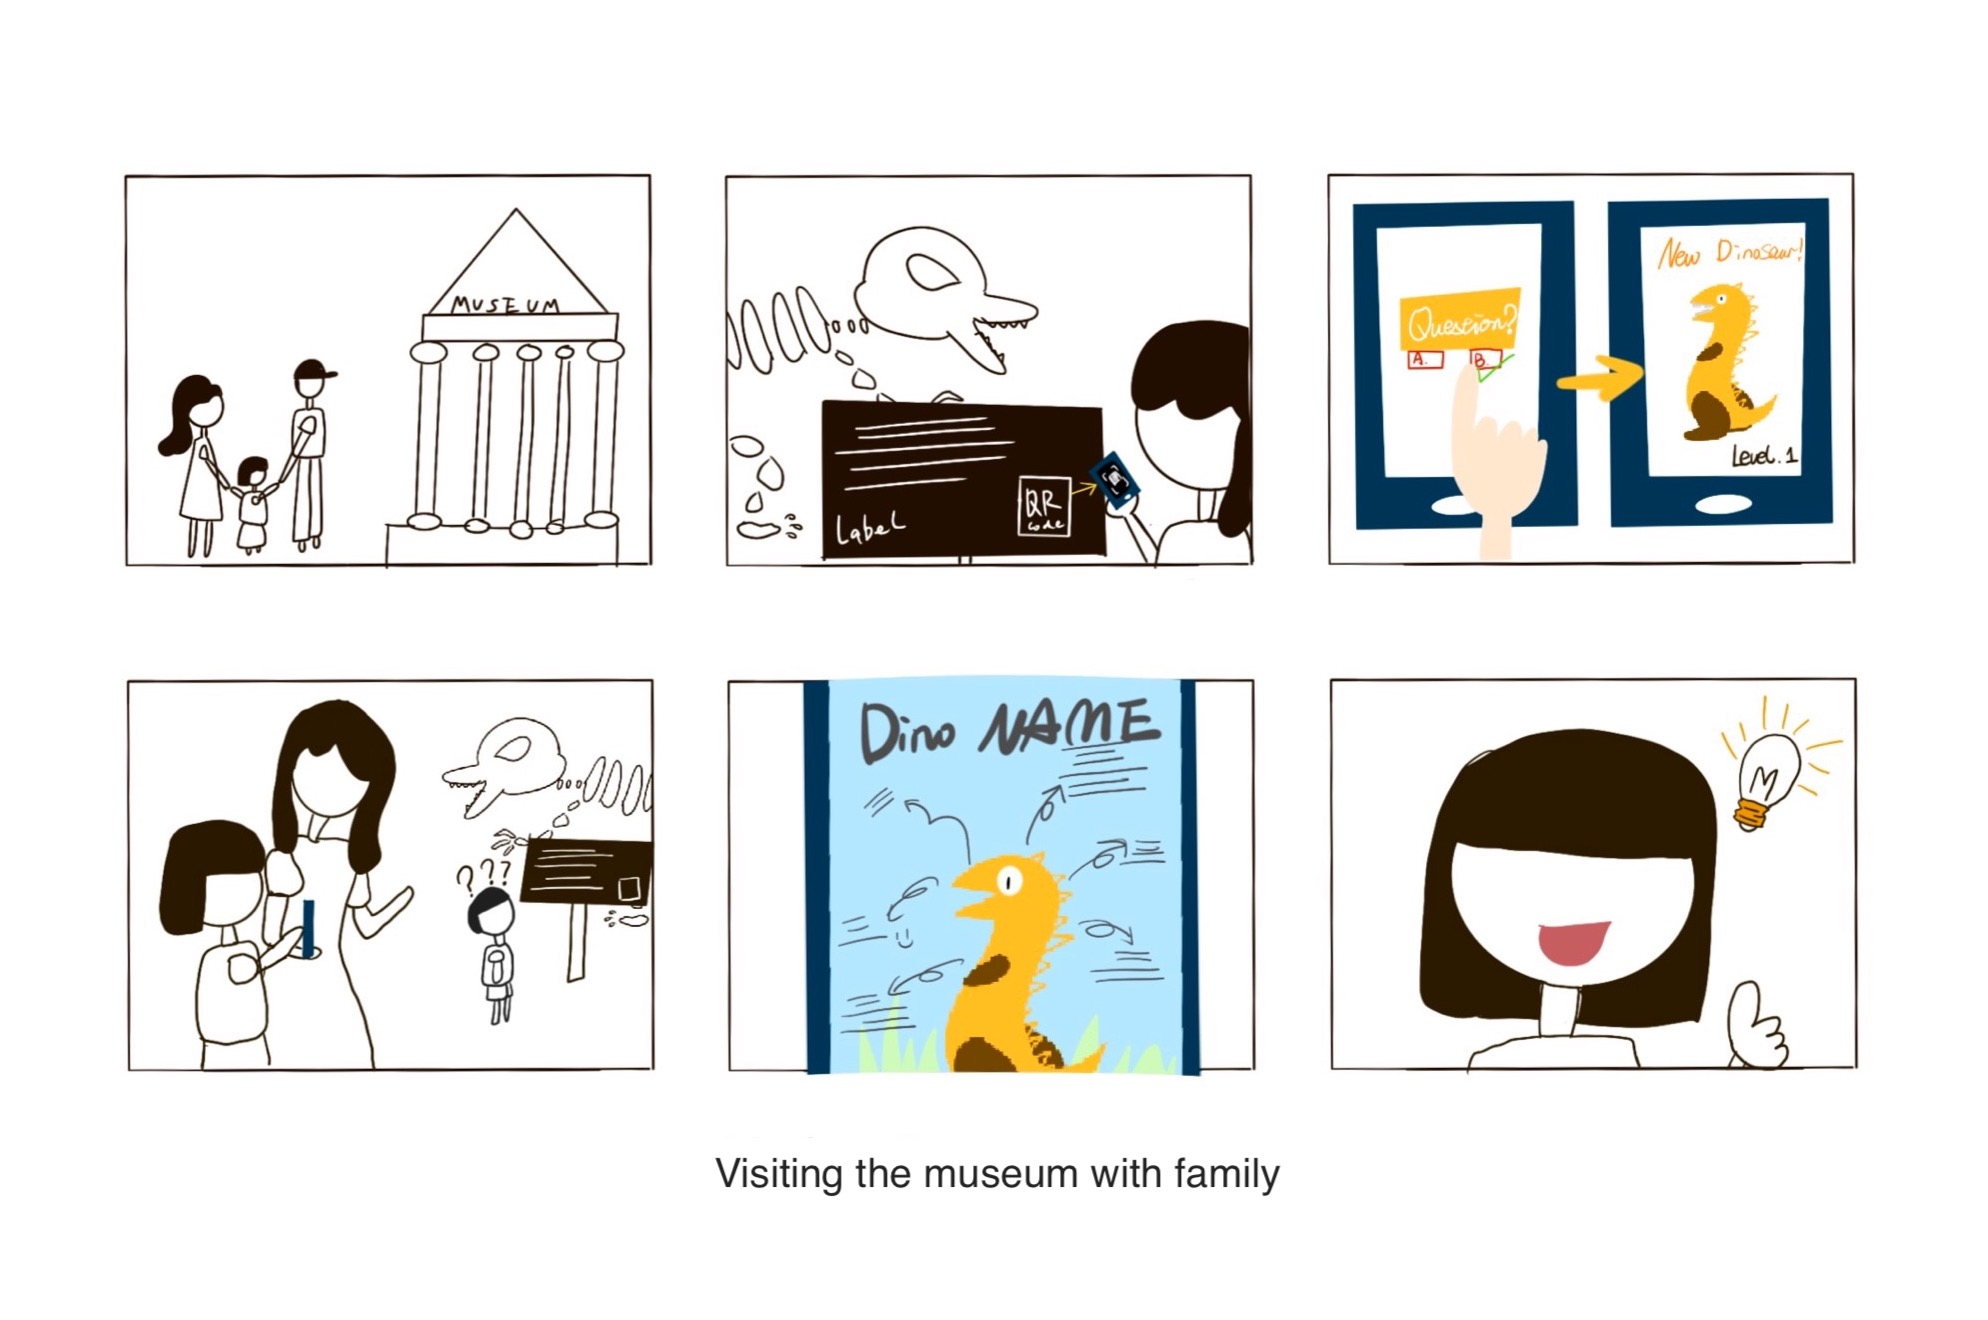 MUSEUM
Label
QR
code
Question?
A.
B.
New Dinosaur!
Level.1
? ? ?
Dino NAME
Visiting the museum with family